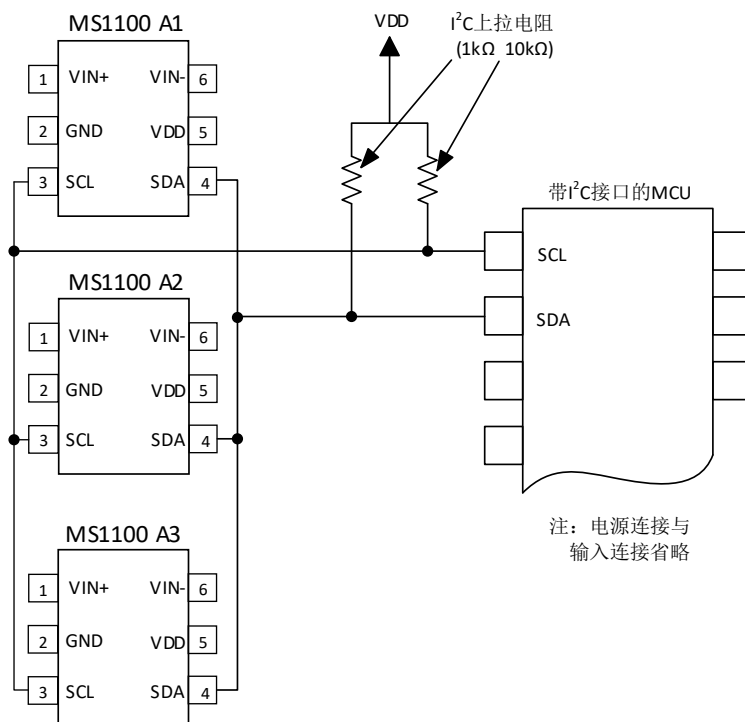 MS1100 A1
1 VIN+ VIN- 6
2 GND VDD 5
3 SCL SDA 4
VDD
I²C上拉电阻
(1kΩ 10kΩ)
带I²C接口的MCU
SCL
SDA
MS1100 A2
1 VIN+ VIN- 6
2 GND VDD 5
3 SCL SDA 4
注：电源连接与
输入连接省略
MS1100 A3
1 VIN+ VIN- 6
2 GND VDD 5
3 SCL SDA 4